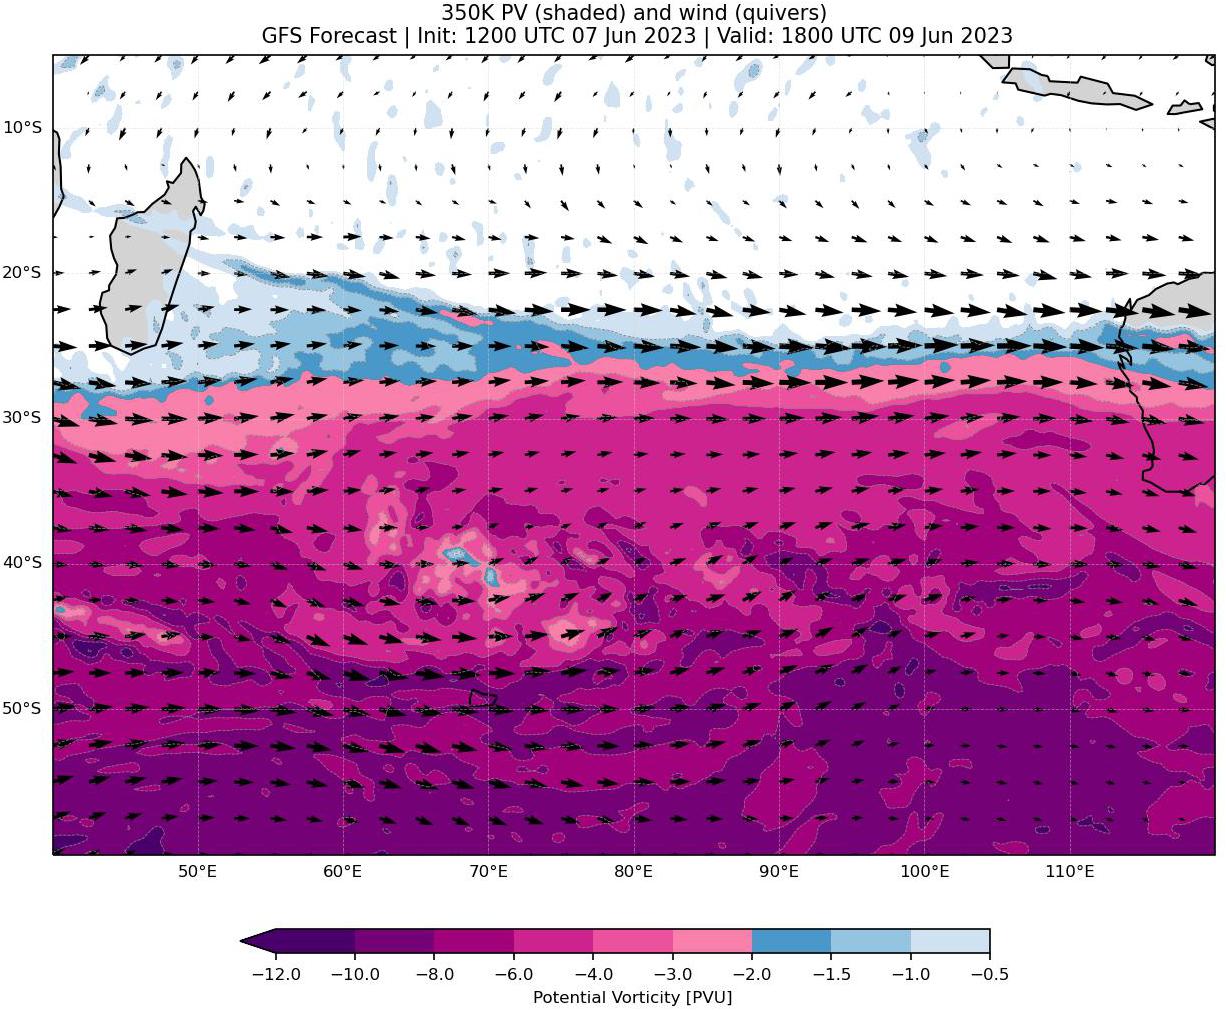 350K PV (shaded) and wind (quivers)
GFS Forecast | Init: 1200 UTC 07 Jun 2023 | Valid: 1800 UTC 09 Jun 2023
10°S
20°S
30°S
40°S
50°S
50°E 60°E 70°E 80°E 90°E 100°E 110°E
−12.0 −10.0 −8.0 −6.0 −4.0 −3.0 −2.0 −1.5 −1.0 −0.5
Potential Vorticity [PVU]